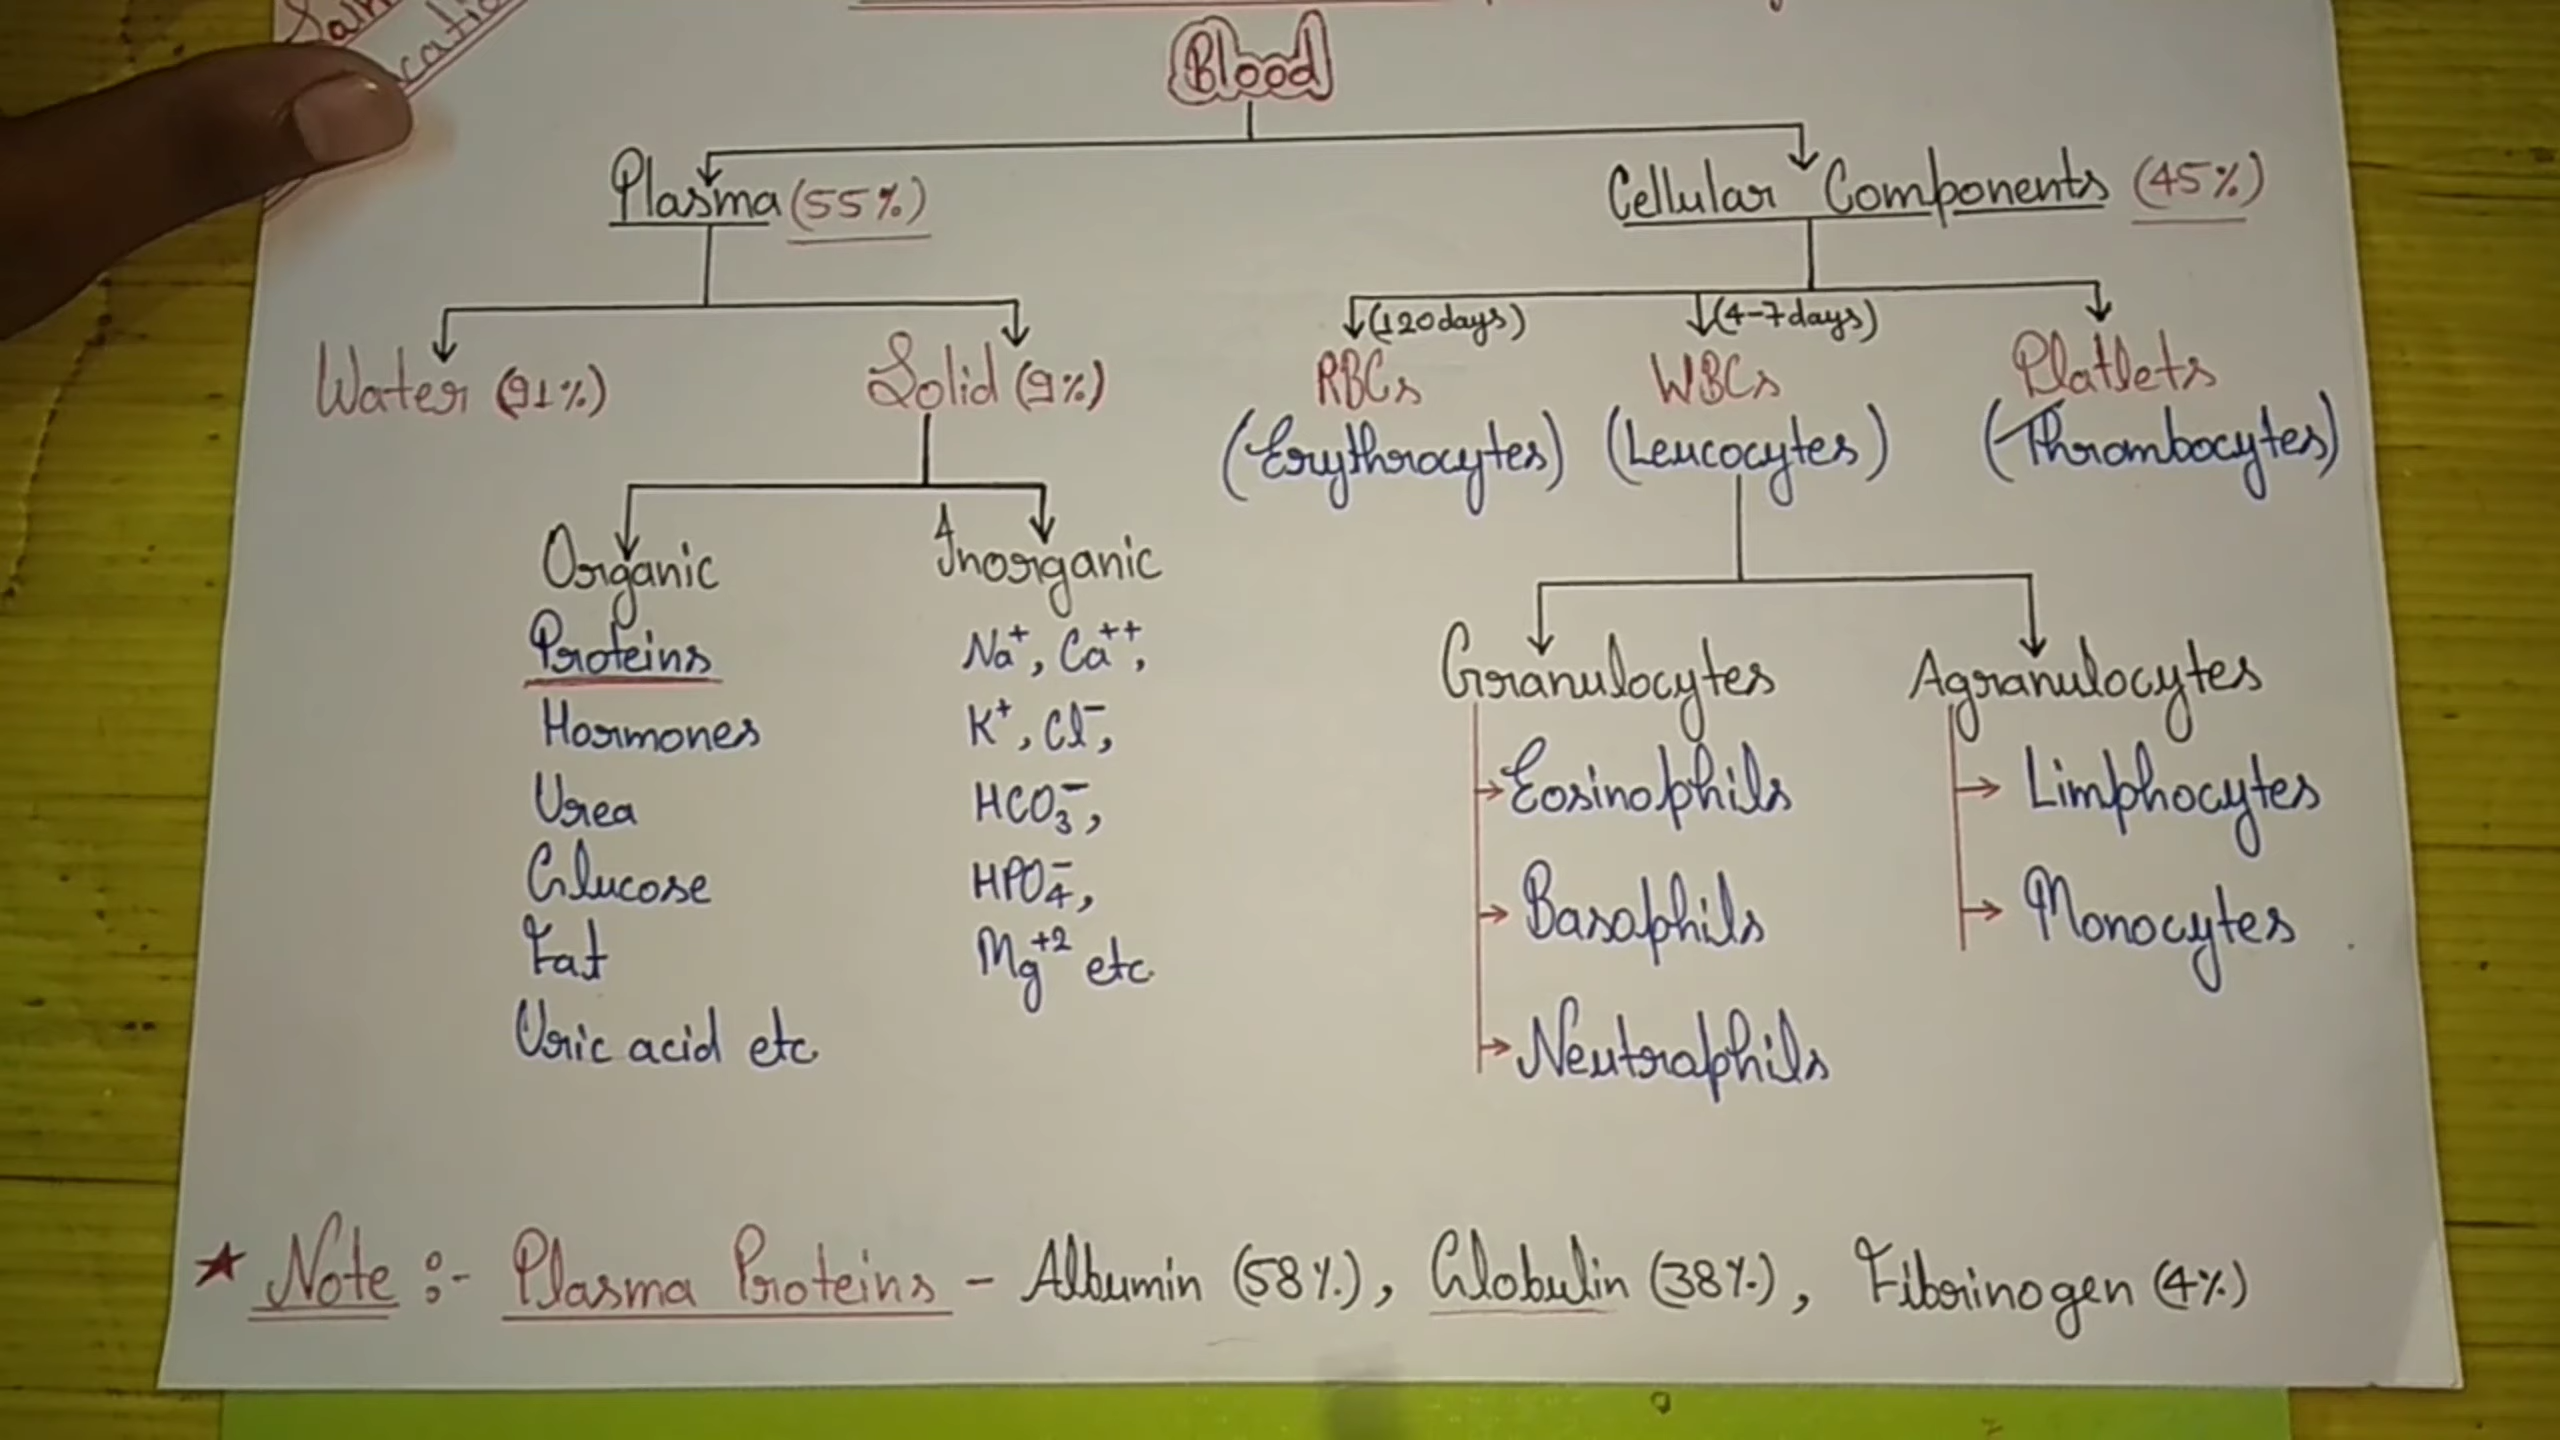 Blood
Plasma (55%)
Cellular Components (45%)
Water (91%)
Solid (9%)
(120 days)
RBCs
(Erythrocytes)
(4-7 days)
WBCs
(Leucocytes)
Platlets
(Thrombocytes)
Organic
Proteins
Hormones
Urea
Glucose
Fat
Uric acid etc
Inorganic
Na⁺, Ca⁺⁺,
K⁺, Cl⁻,
HCO₃⁻,
HPO₄⁻,
Mg⁺² etc
Granulocytes
Eosinophils
Basophils
Neutrophils
Agranulocytes
Limphocytes
Monocytes
★ Note :- Plasma Proteins - Albumin (58%), Globulin (38%), Fibrinogen (4%)